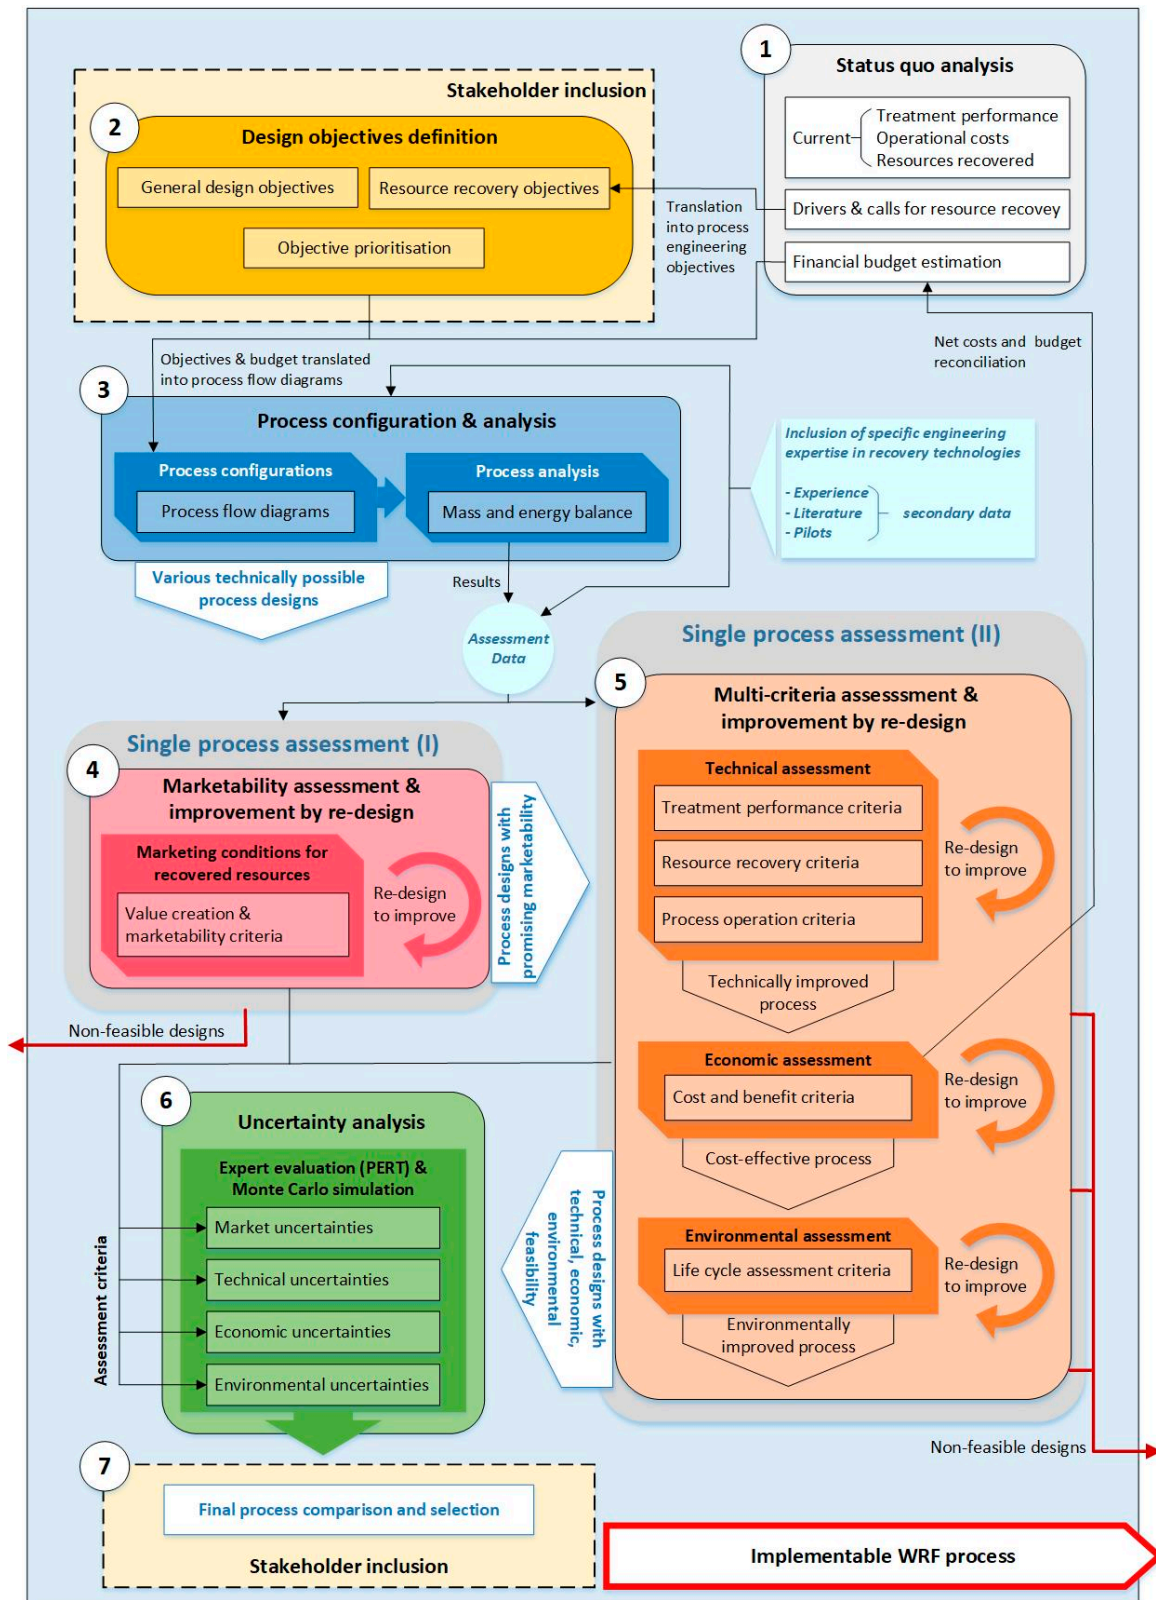 1
Status quo analysis
Current
Treatment performance
Operational costs
Resources recovered
Drivers & calls for resource recovey
Financial budget estimation
Stakeholder inclusion
2
Design objectives definition
General design objectives
Resource recovery objectives
Objective prioritisation
Translation
into process
engineering
objectives
Net costs and budget
reconciliation
Objectives & budget translated
into process flow diagrams
3
Process configuration & analysis
Process configurations
Process flow diagrams
Process analysis
Mass and energy balance
Inclusion of specific engineering
expertise in recovery technologies
- Experience
- Literature
- Pilots
secondary data
Various technically possible
process designs
Results
Assessment
Data
Single process assessment (I)
4
Marketability assessment &
improvement by re-design
Marketing conditions for
recovered resources
Value creation &
marketability criteria
Re-design
to improve
Process designs with
promising marketability
Non-feasible designs
Single process assessment (II)
5
Multi-criteria assesssment &
improvement by re-design
Technical assessment
Treatment performance criteria
Resource recovery criteria
Process operation criteria
Re-design
to improve
Technically improved
process
Economic assessment
Cost and benefit criteria
Re-design
to improve
Cost-effective process
Environmental assessment
Life cycle assessment criteria
Re-design
to improve
Environmentally
improved process
Non-feasible designs
Process designs with
technical, economic,
environmental
feasibility
6
Uncertainty analysis
Expert evaluation (PERT) &
Monte Carlo simulation
Market uncertainties
Technical uncertainties
Economic uncertainties
Environmental uncertainties
Assessment criteria
7
Final process comparison and selection
Stakeholder inclusion
Implementable WRF process